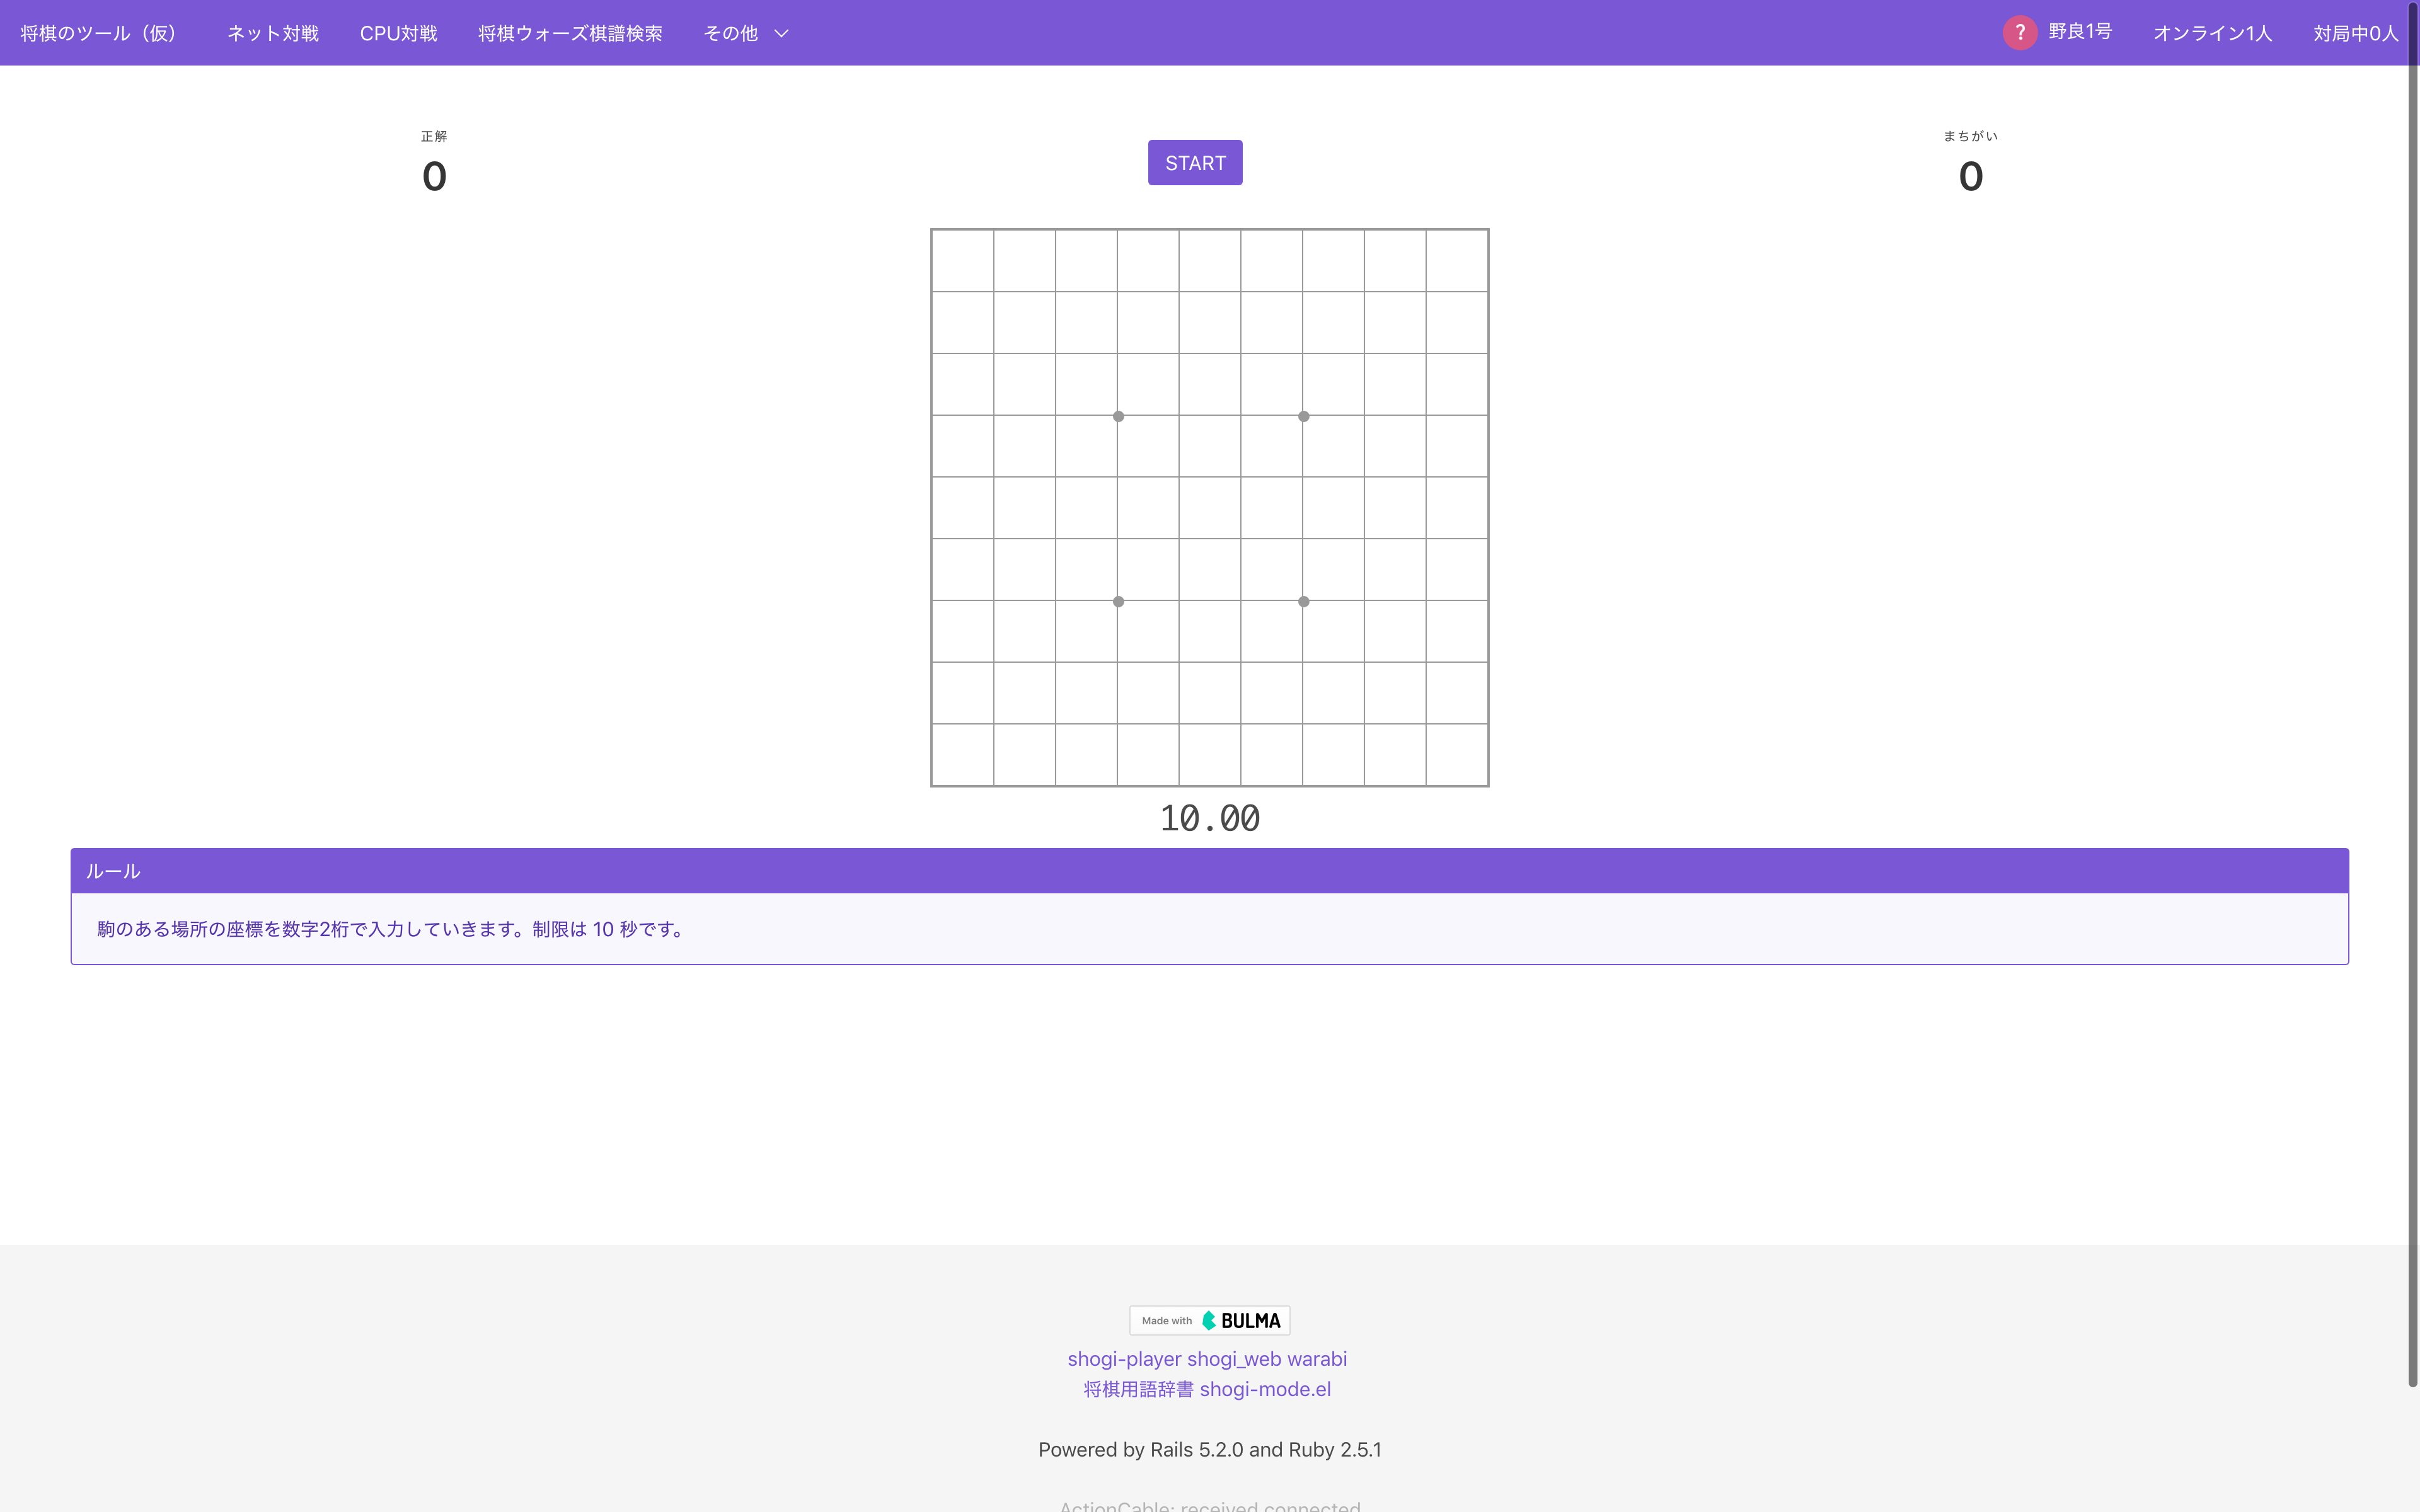 将棋のツール（仮） ネット対戦 CPU対戦 将棋ウォーズ棋譜検索 その他 ? 野良1号 オンライン1人 対局中0人
正解 まちがい
0 START 0
10.00
ルール
駒のある場所の座標を数字2桁で入力していきます。制限は 10 秒です。
Made with BULMA
shogi-player shogi_web warabi
将棋用語辞書 shogi-mode.el
Powered by Rails 5.2.0 and Ruby 2.5.1
ActionCable: received connected